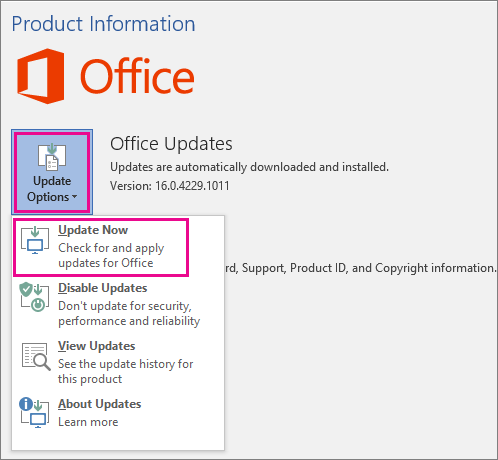 Product Information
Office
Office Updates
Updates are automatically downloaded and installed.
Version: 16.0.4229.1011
Update
Options
Update Now
Check for and apply
updates for Office
rd, Support, Product ID, and Copyright information.
Disable Updates
Don't update for security,
performance and reliability
View Updates
See the update history for
this product
About Updates
Learn more